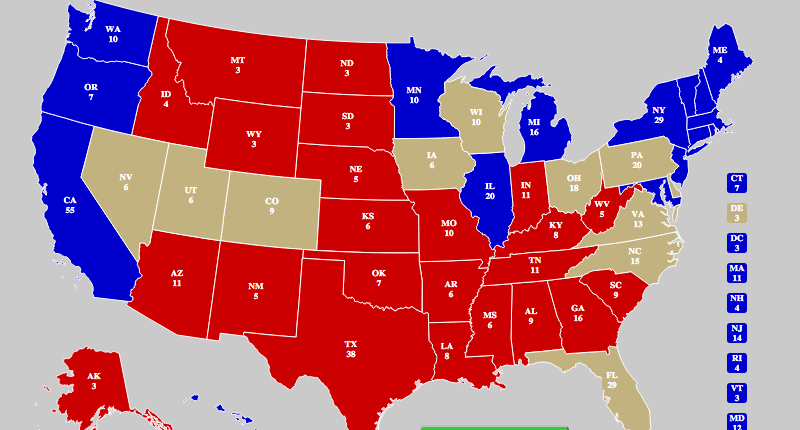 WA
10
OR
7
CA
55
ID
4
NV
6
MT
3
WY
3
UT
6
CO
9
AZ
11
NM
5
ND
3
SD
3
NE
5
KS
6
OK
7
TX
38
MN
10
IA
6
MO
10
AR
6
LA
8
WI
10
IL
20
MI
16
IN
11
OH
18
KY
8
TN
11
MS
6
AL
9
GA
16
SC
9
NC
15
VA
13
WV
5
PA
20
NY
29
ME
4
FL
29
AK
3
CT
7
DE
3
DC
3
MA
11
NH
4
NJ
14
RI
4
VT
3
MD
12